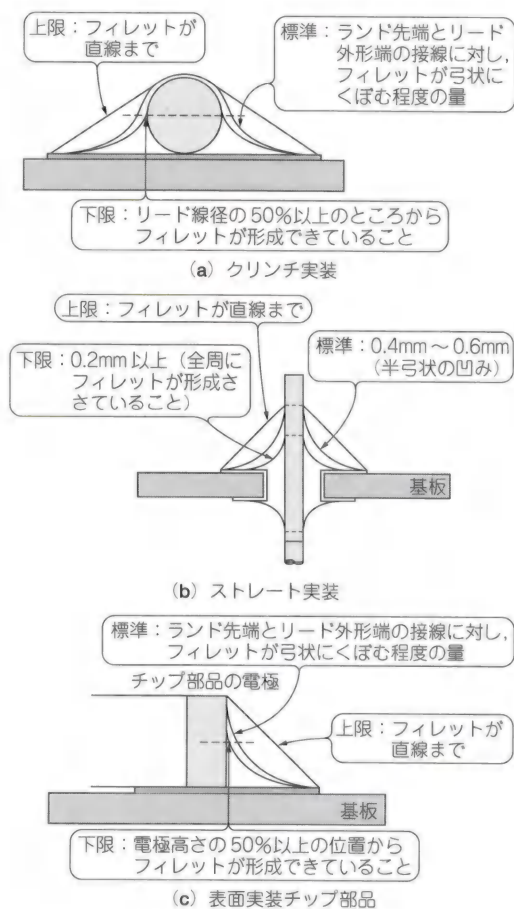 上限：フィレットが
直線まで
標準：ランド先端とリード
外形端の接線に対し，
フィレットが弓状に
くぼむ程度の量
下限：リード線径の50%以上のところから
フィレットが形成できていること
(a) クリンチ実装
上限：フィレットが直線まで
下限：0.2mm 以上（全周に
フィレットが形成さ
さていること）
標準：0.4mm～0.6mm
（半弓状の凹み）
基板
(b) ストレート実装
標準：ランド先端とリード外形端の接線に対し，
フィレットが弓状にくぼむ程度の量
チップ部品の電極
上限：フィレットが
直線まで
基板
下限：電極高さの50%以上の位置から
フィレットが形成できていること
(c) 表面実装チップ部品